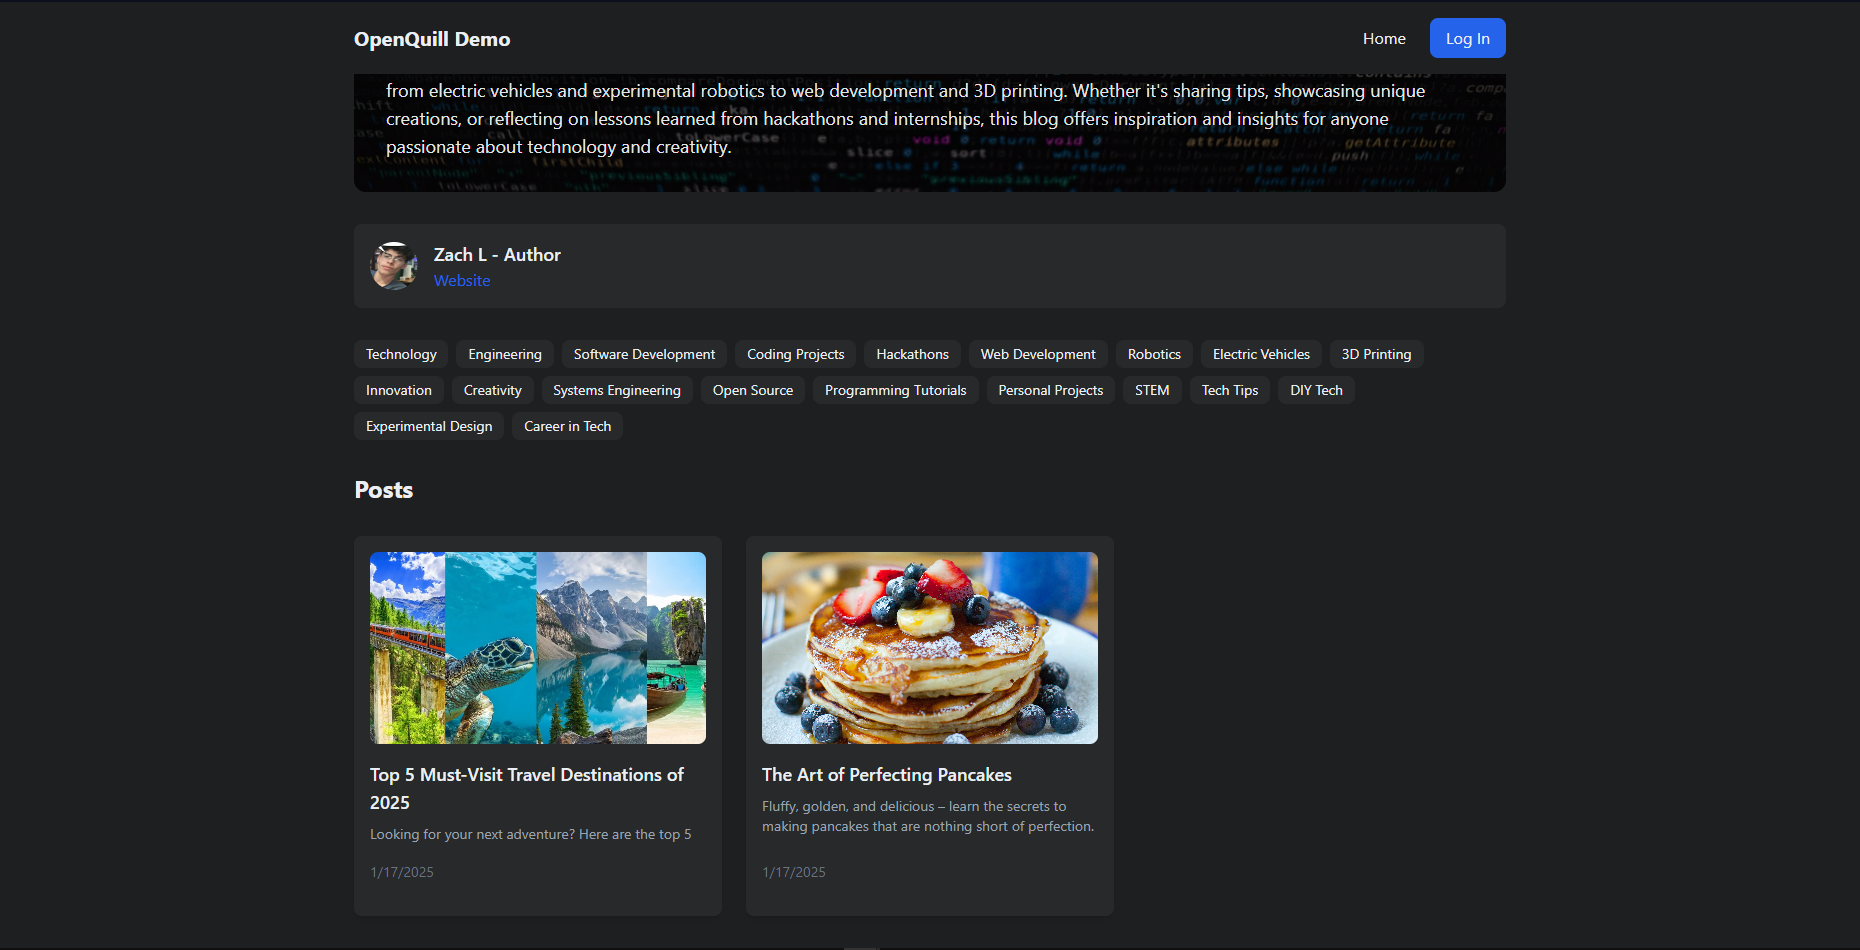 OpenQuill Demo
Home
Log In
from electric vehicles and experimental robotics to web development and 3D printing. Whether it's sharing tips, showcasing unique
creations, or reflecting on lessons learned from hackathons and internships, this blog offers inspiration and insights for anyone
passionate about technology and creativity.
Zach L - Author
Website
Technology Engineering Software Development Coding Projects Hackathons Web Development Robotics Electric Vehicles 3D Printing
Innovation Creativity Systems Engineering Open Source Programming Tutorials Personal Projects STEM Tech Tips DIY Tech
Experimental Design Career in Tech
Posts
Top 5 Must-Visit Travel Destinations of
2025
Looking for your next adventure? Here are the top 5
1/17/2025
The Art of Perfecting Pancakes
Fluffy, golden, and delicious – learn the secrets to
making pancakes that are nothing short of perfection.
1/17/2025